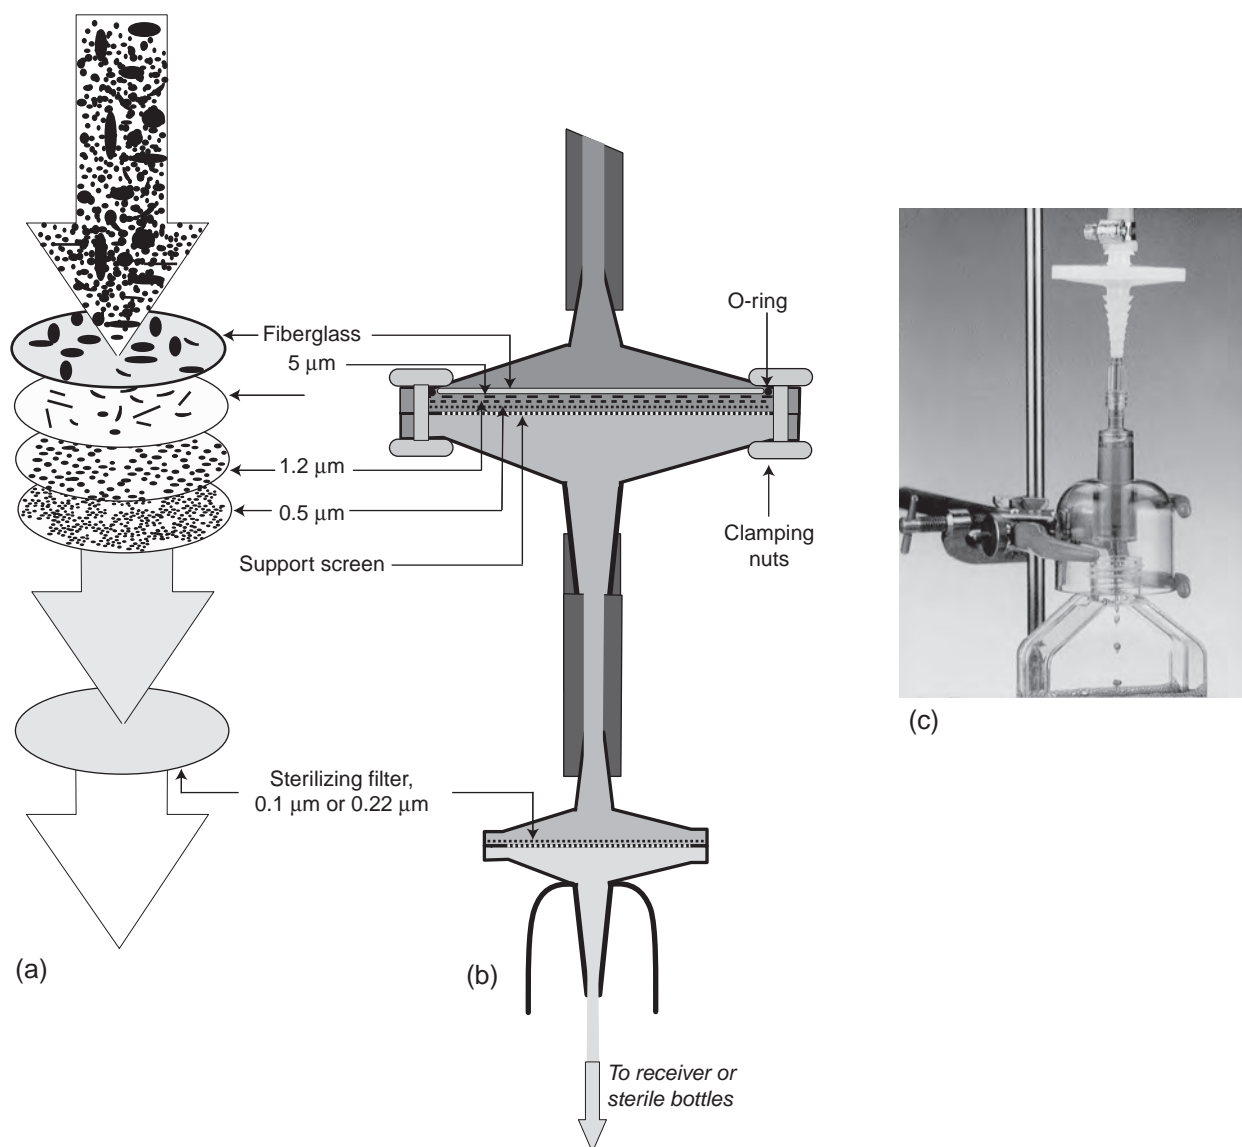 Fiberglass
5 μm
1.2 μm
0.5 μm
Support screen
O-ring
Clamping
nuts
Sterilizing filter,
0.1 μm or 0.22 μm
To receiver or
sterile bottles
(a)
(b)
(c)